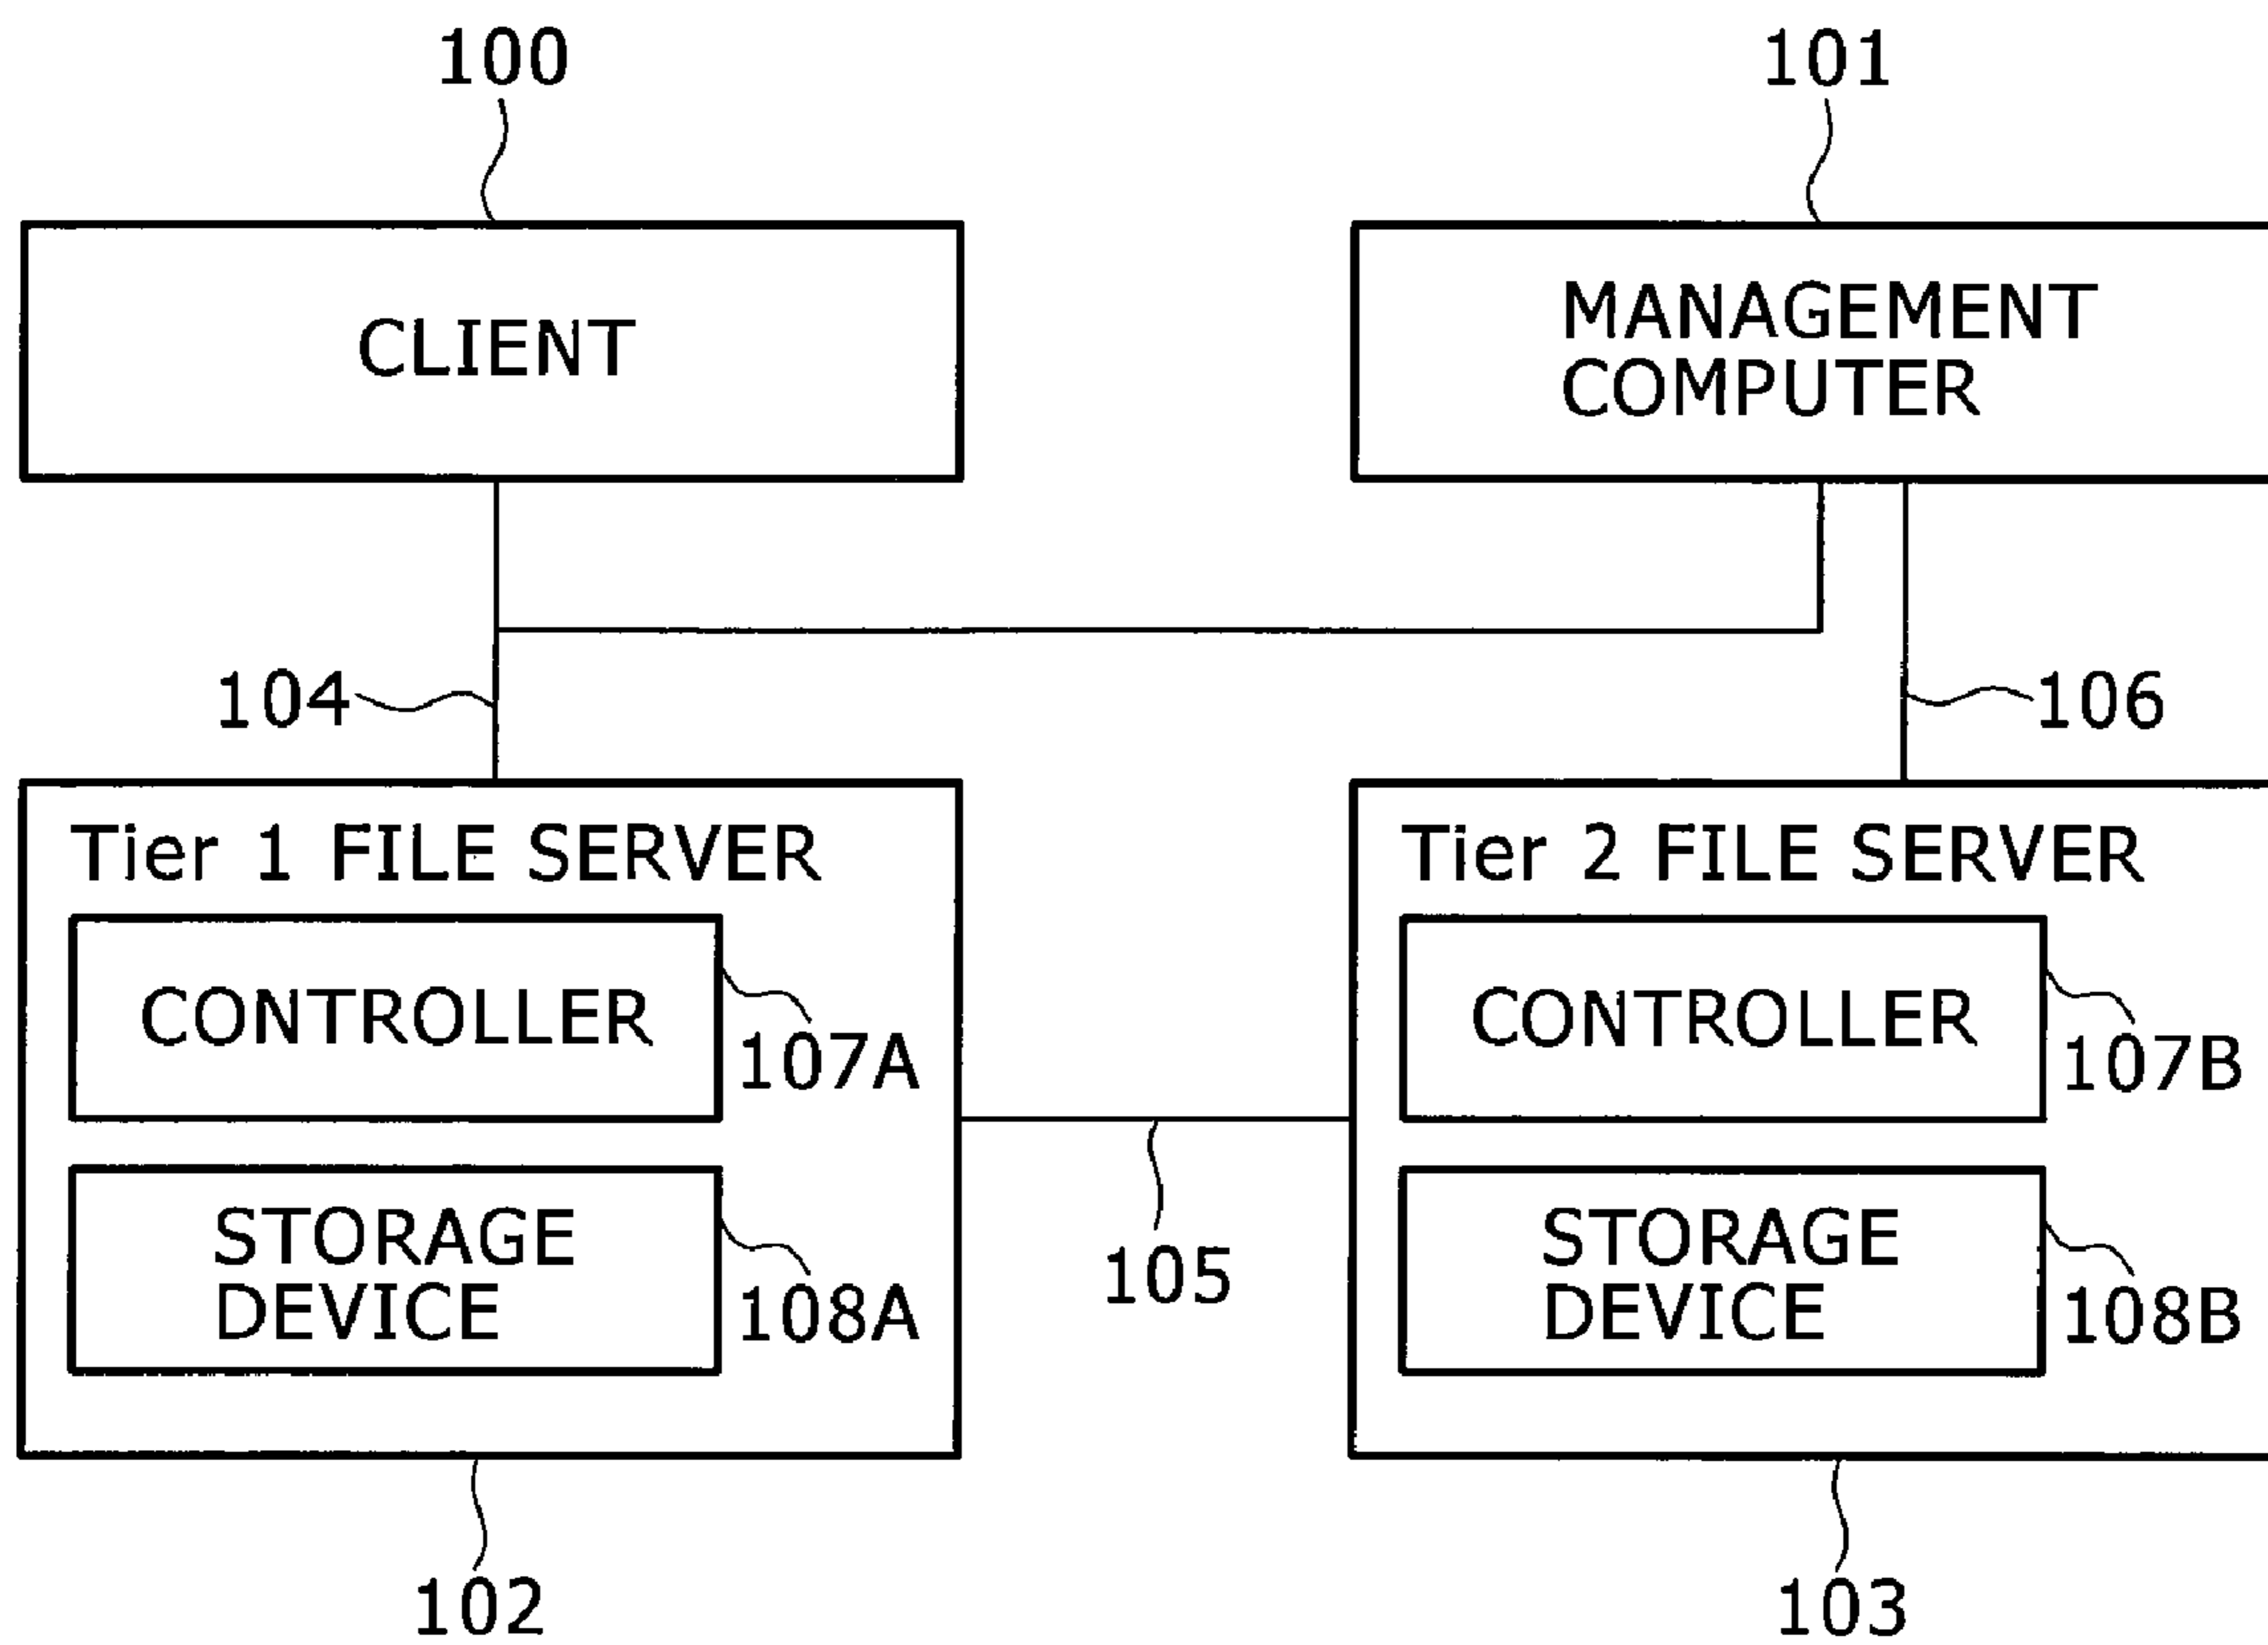 100
101
CLIENT
MANAGEMENT
COMPUTER
104
106
Tier 1 FILE SERVER
CONTROLLER
107A
STORAGE
DEVICE
108A
105
Tier 2 FILE SERVER
CONTROLLER
107B
STORAGE
DEVICE
108B
102
103